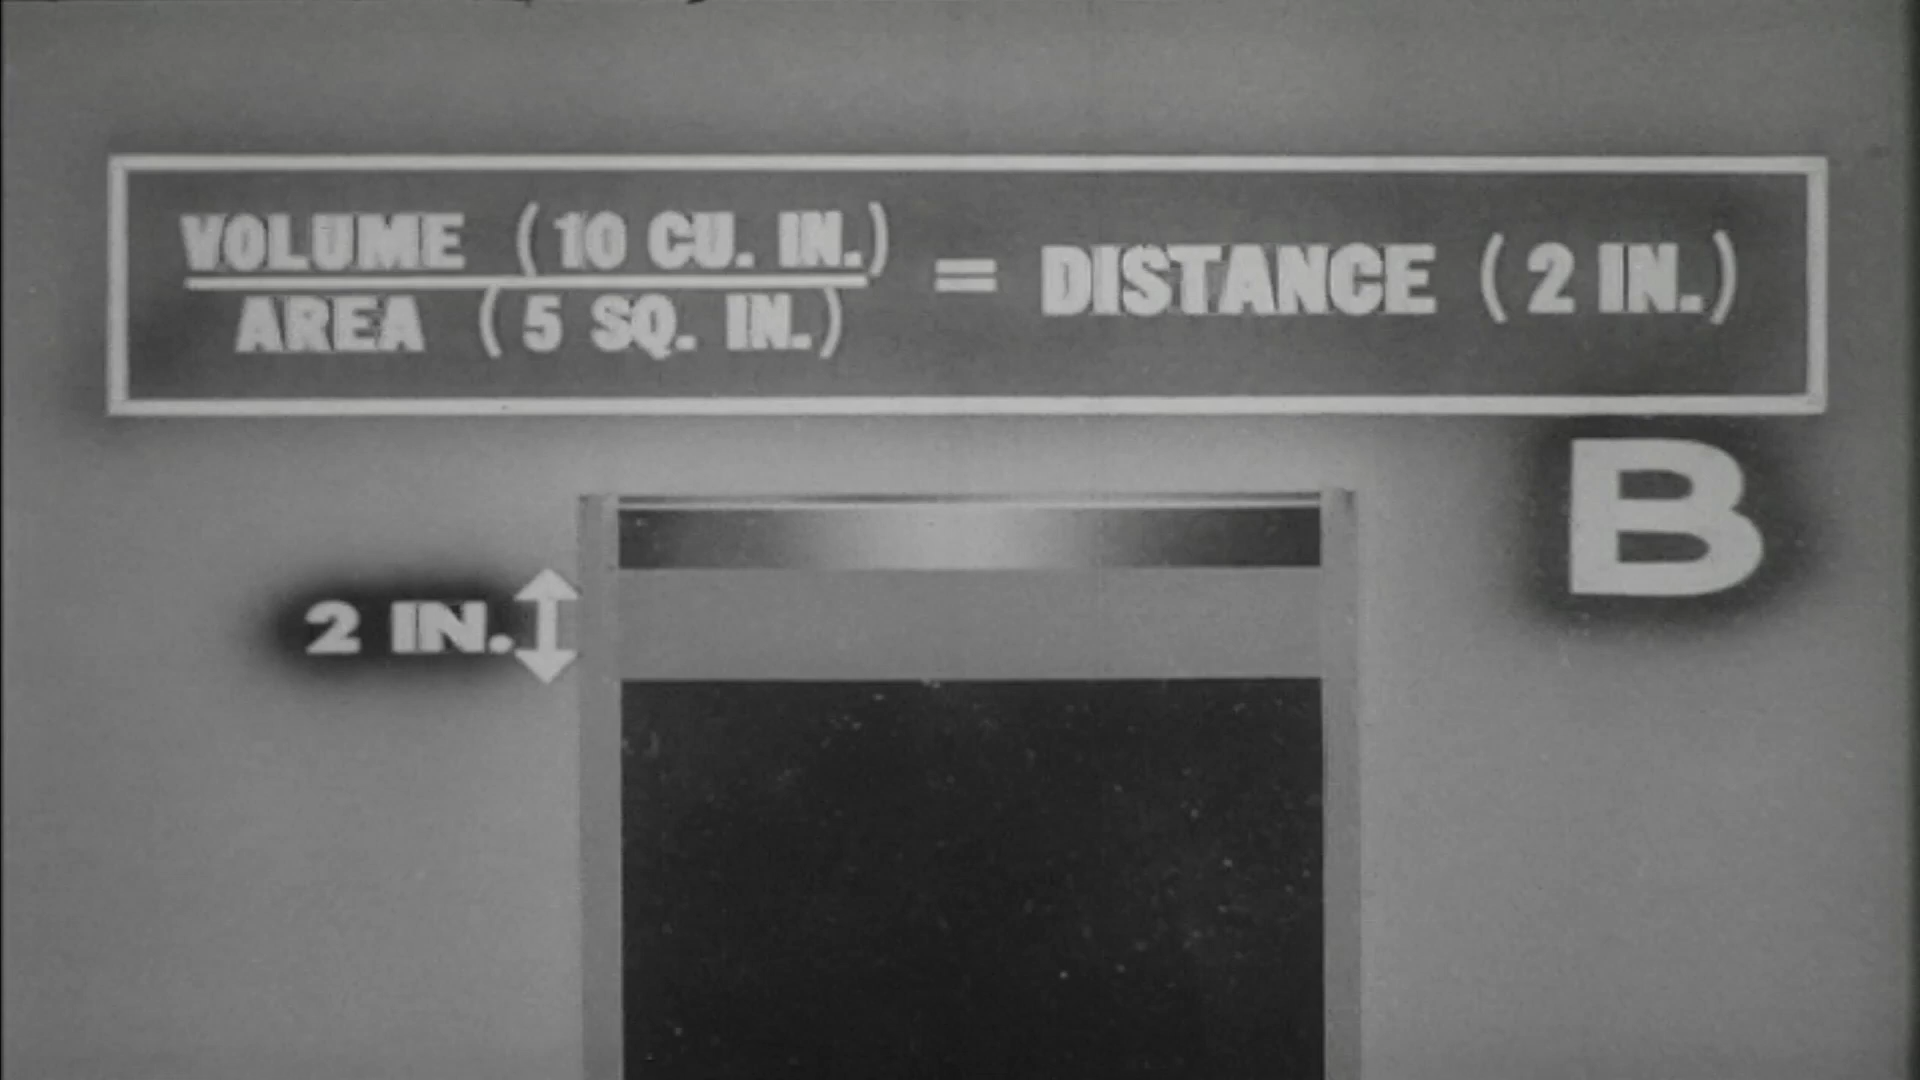 VOLUME (10 CU. IN.)
AREA (5 SQ. IN.)
= DISTANCE (2 IN.)
B
2 IN.